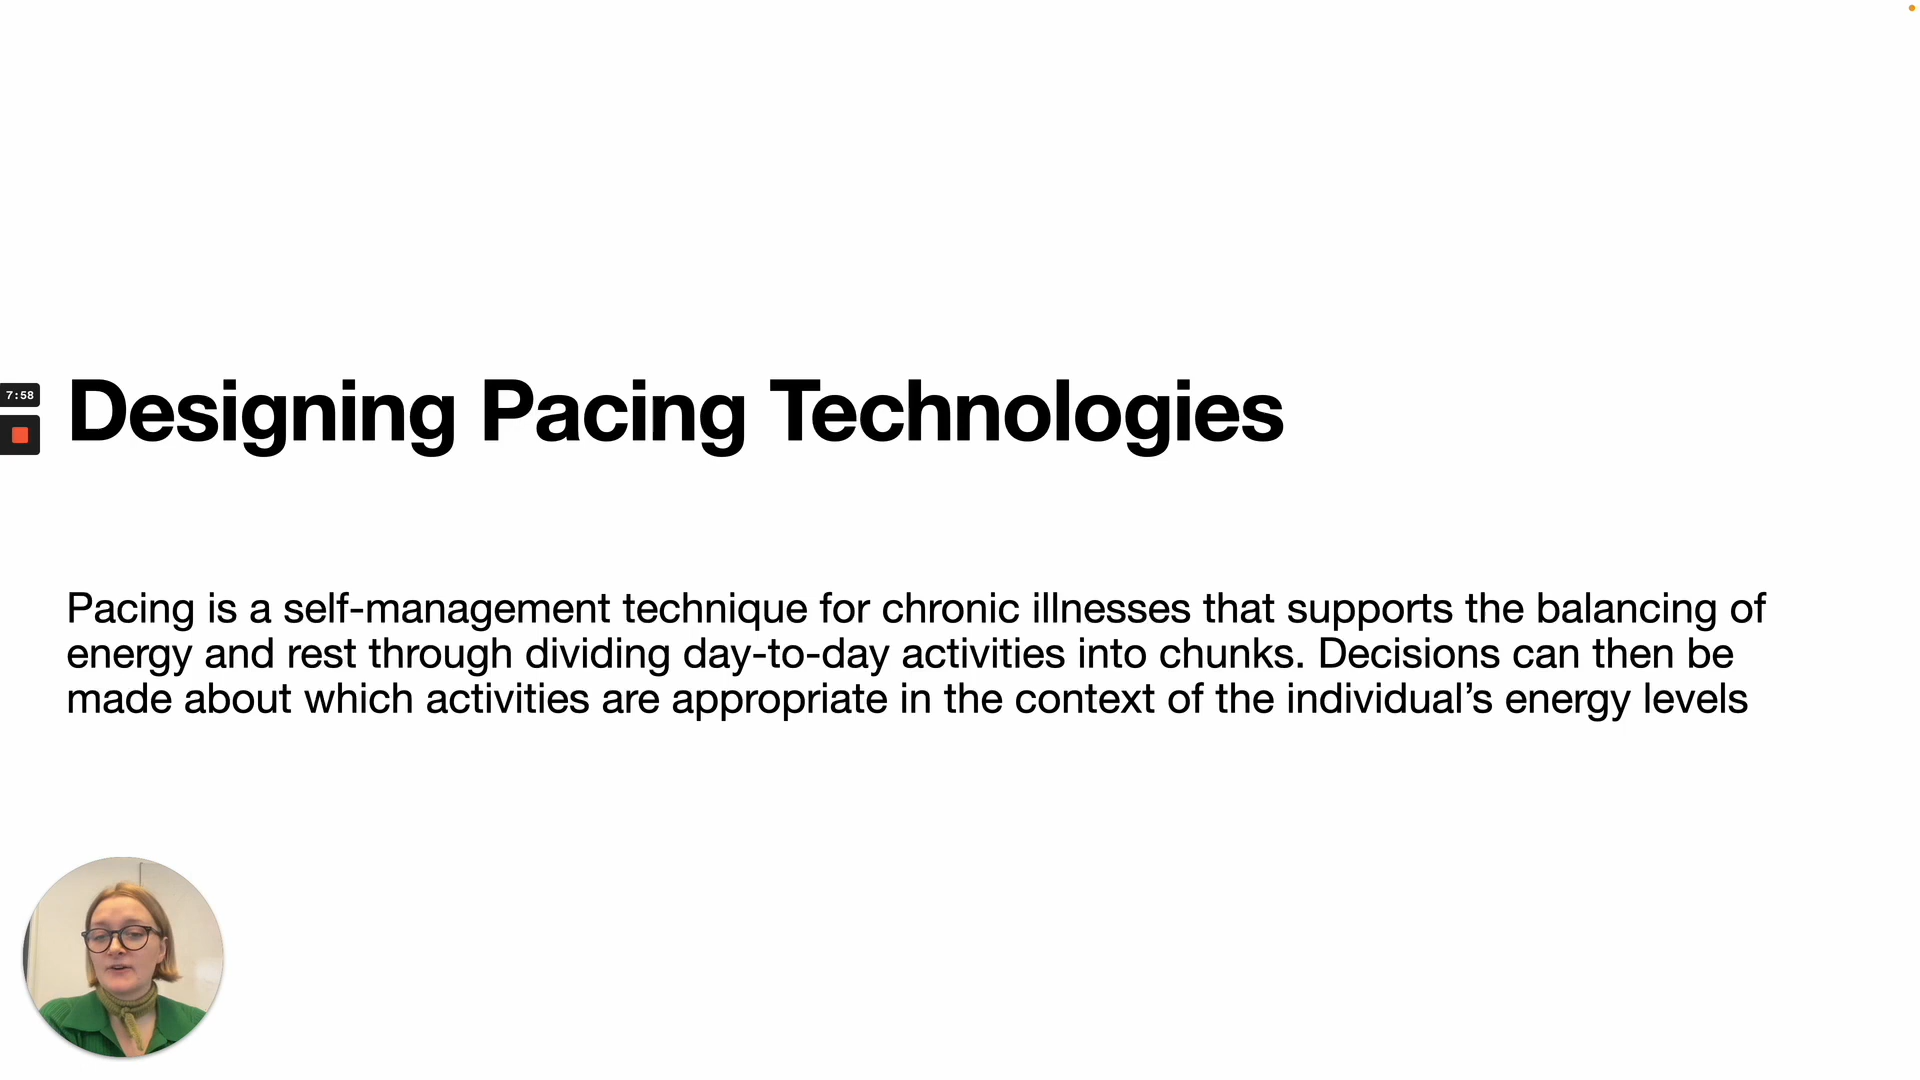 7:58
Designing Pacing Technologies
Pacing is a self-management technique for chronic illnesses that supports the balancing of
energy and rest through dividing day-to-day activities into chunks. Decisions can then be
made about which activities are appropriate in the context of the individual’s energy levels